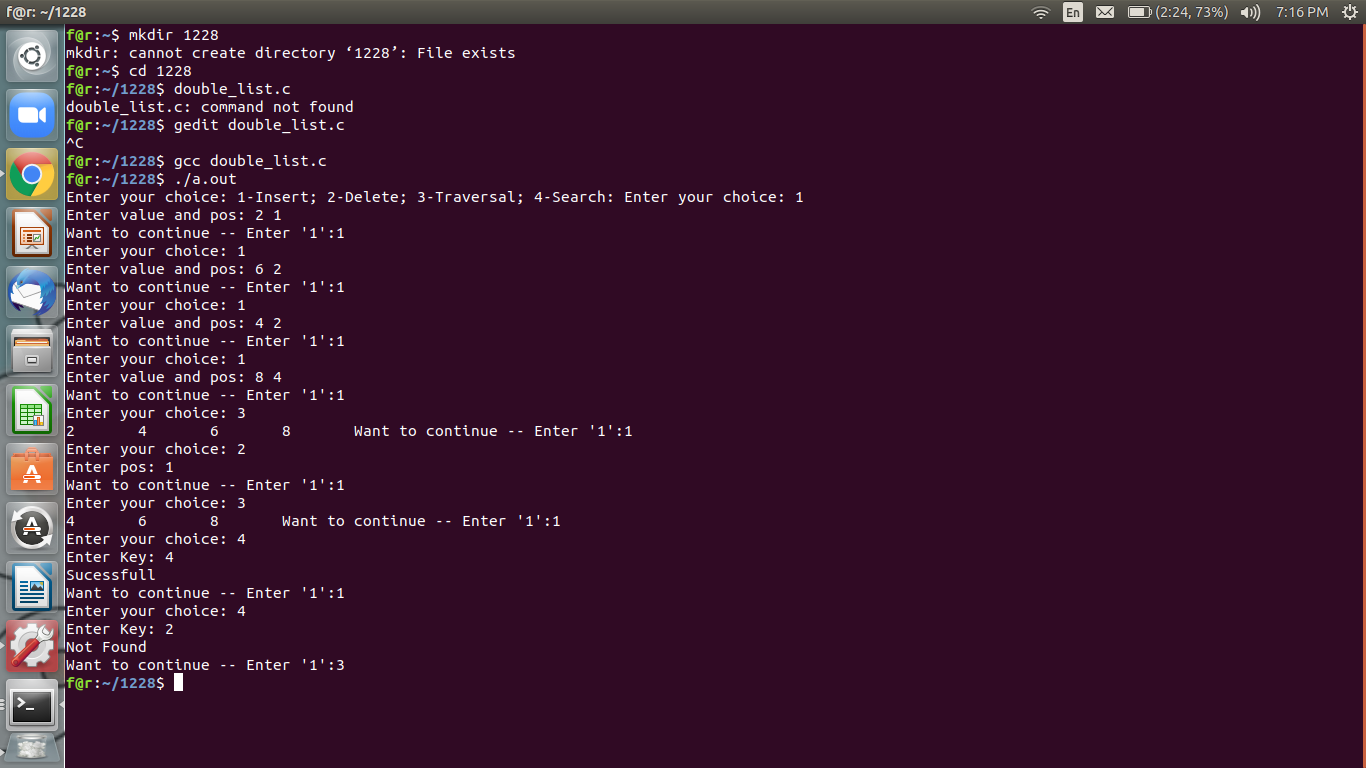 f@r: ~/1228
En
(2:24, 73%)
7:16 PM
f@r:~$ mkdir 1228
mkdir: cannot create directory ‘1228’: File exists
f@r:~$ cd 1228
f@r:~/1228$ double_list.c
double_list.c: command not found
f@r:~/1228$ gedit double_list.c
^C
f@r:~/1228$ gcc double_list.c
f@r:~/1228$ ./a.out
Enter your choice: 1-Insert; 2-Delete; 3-Traversal; 4-Search: Enter your choice: 1
Enter value and pos: 2 1
Want to continue -- Enter '1':1
Enter your choice: 1
Enter value and pos: 6 2
Want to continue -- Enter '1':1
Enter your choice: 1
Enter value and pos: 4 2
Want to continue -- Enter '1':1
Enter your choice: 1
Enter value and pos: 8 4
Want to continue -- Enter '1':1
Enter your choice: 3
2       4       6       8       Want to continue -- Enter '1':1
Enter your choice: 2
Enter pos: 1
Want to continue -- Enter '1':1
Enter your choice: 3
4       6       8       Want to continue -- Enter '1':1
Enter your choice: 4
Enter Key: 4
Sucessfull
Want to continue -- Enter '1':1
Enter your choice: 4
Enter Key: 2
Not Found
Want to continue -- Enter '1':3
f@r:~/1228$